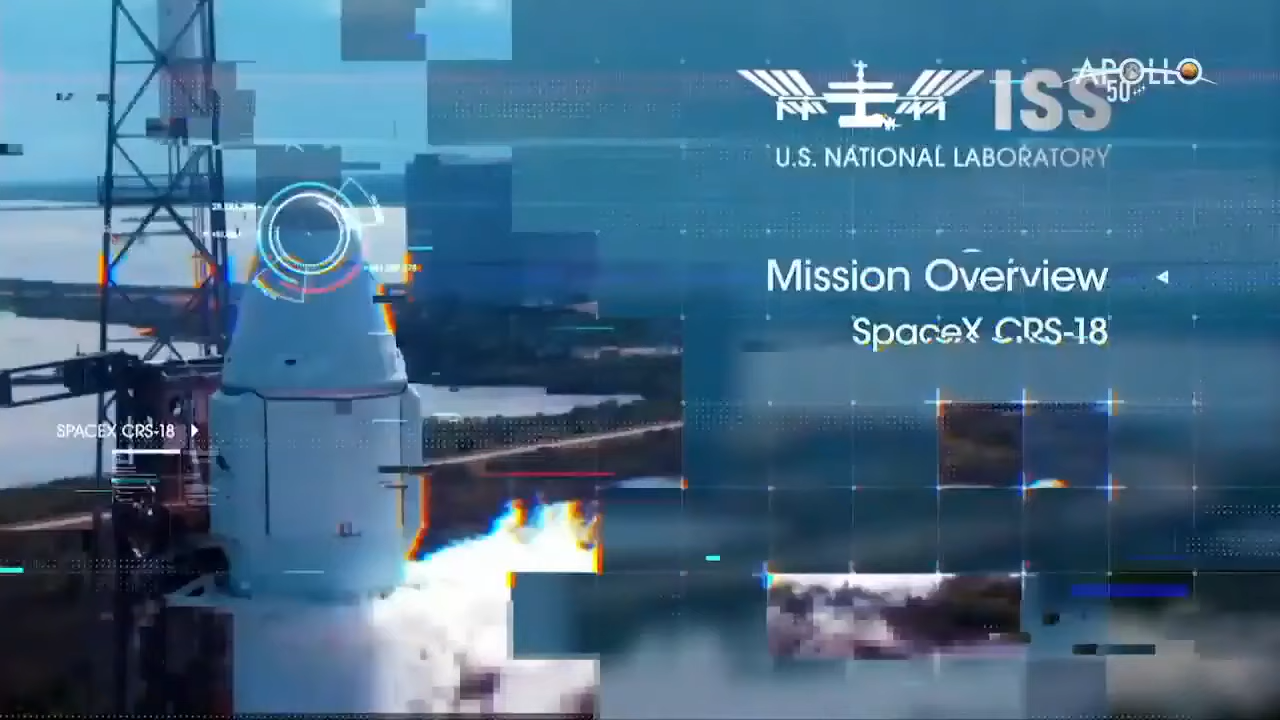 APOLLO
50
ISS
U.S. NATIONAL LABORATORY
Mission Overview
SpaceX CRS-18
SPACEX CRS-18